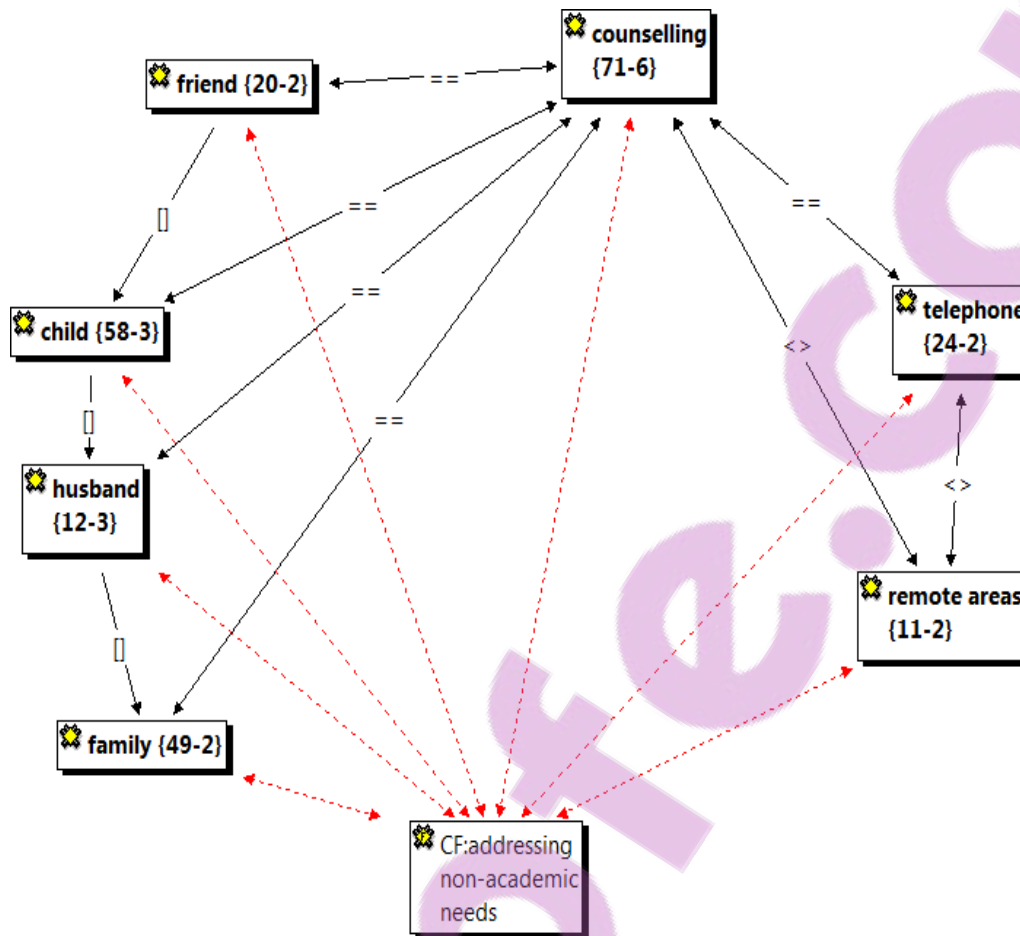 counselling
{71-6}
friend {20-2}
==
==
[]
==
==
child {58-3}
telephone
{24-2}
<>
[]
==
husband
{12-3}
<>
remote areas
{11-2}
[]
family {49-2}
CF:addressing
non-academic
needs